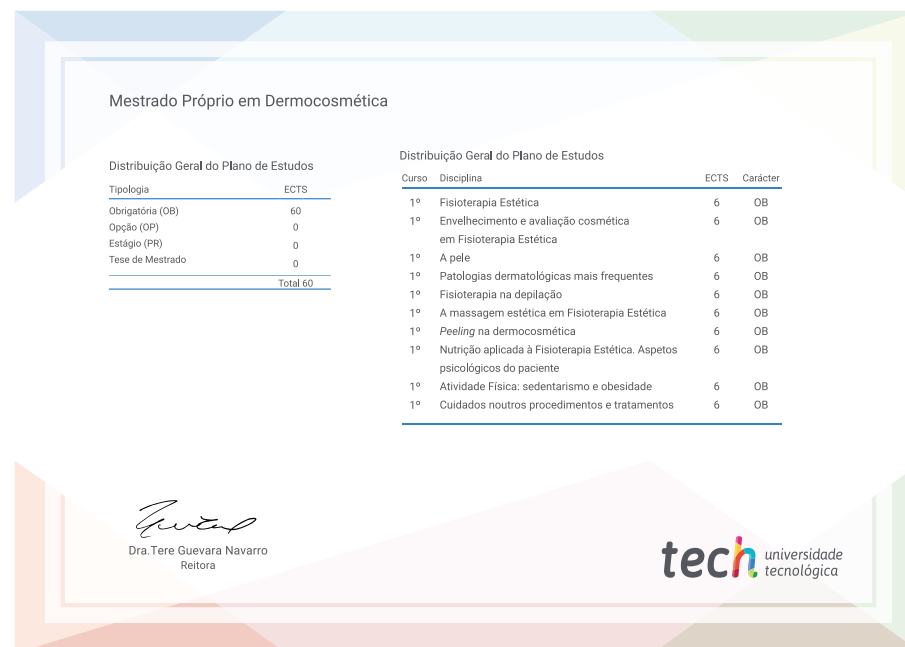 Mestrado Próprio em Dermocosmética
Distribuição Geral do Plano de Estudos
Tipologia ECTS
Obrigatória (OB) 60
Opção (OP) 0
Estágio (PR) 0
Tese de Mestrado 0
Total 60
Distribuição Geral do Plano de Estudos
Curso Disciplina ECTS Carácter
1º Fisioterapia Estética 6 OB
1º Envelhecimento e avaliação cosmética 6 OB
em Fisioterapia Estética
1º A pele 6 OB
1º Patologias dermatológicas mais frequentes 6 OB
1º Fisioterapia na depilação 6 OB
1º A massagem estética em Fisioterapia Estética 6 OB
1º Peeling na dermocosmética 6 OB
1º Nutrição aplicada à Fisioterapia Estética. Aspetos 6 OB
psicológicos do paciente
1º Atividade Física: sedentarismo e obesidade 6 OB
1º Cuidados noutros procedimentos e tratamentos 6 OB
Dra.Tere Guevara Navarro
Reitora
tech universidade
tecnológica